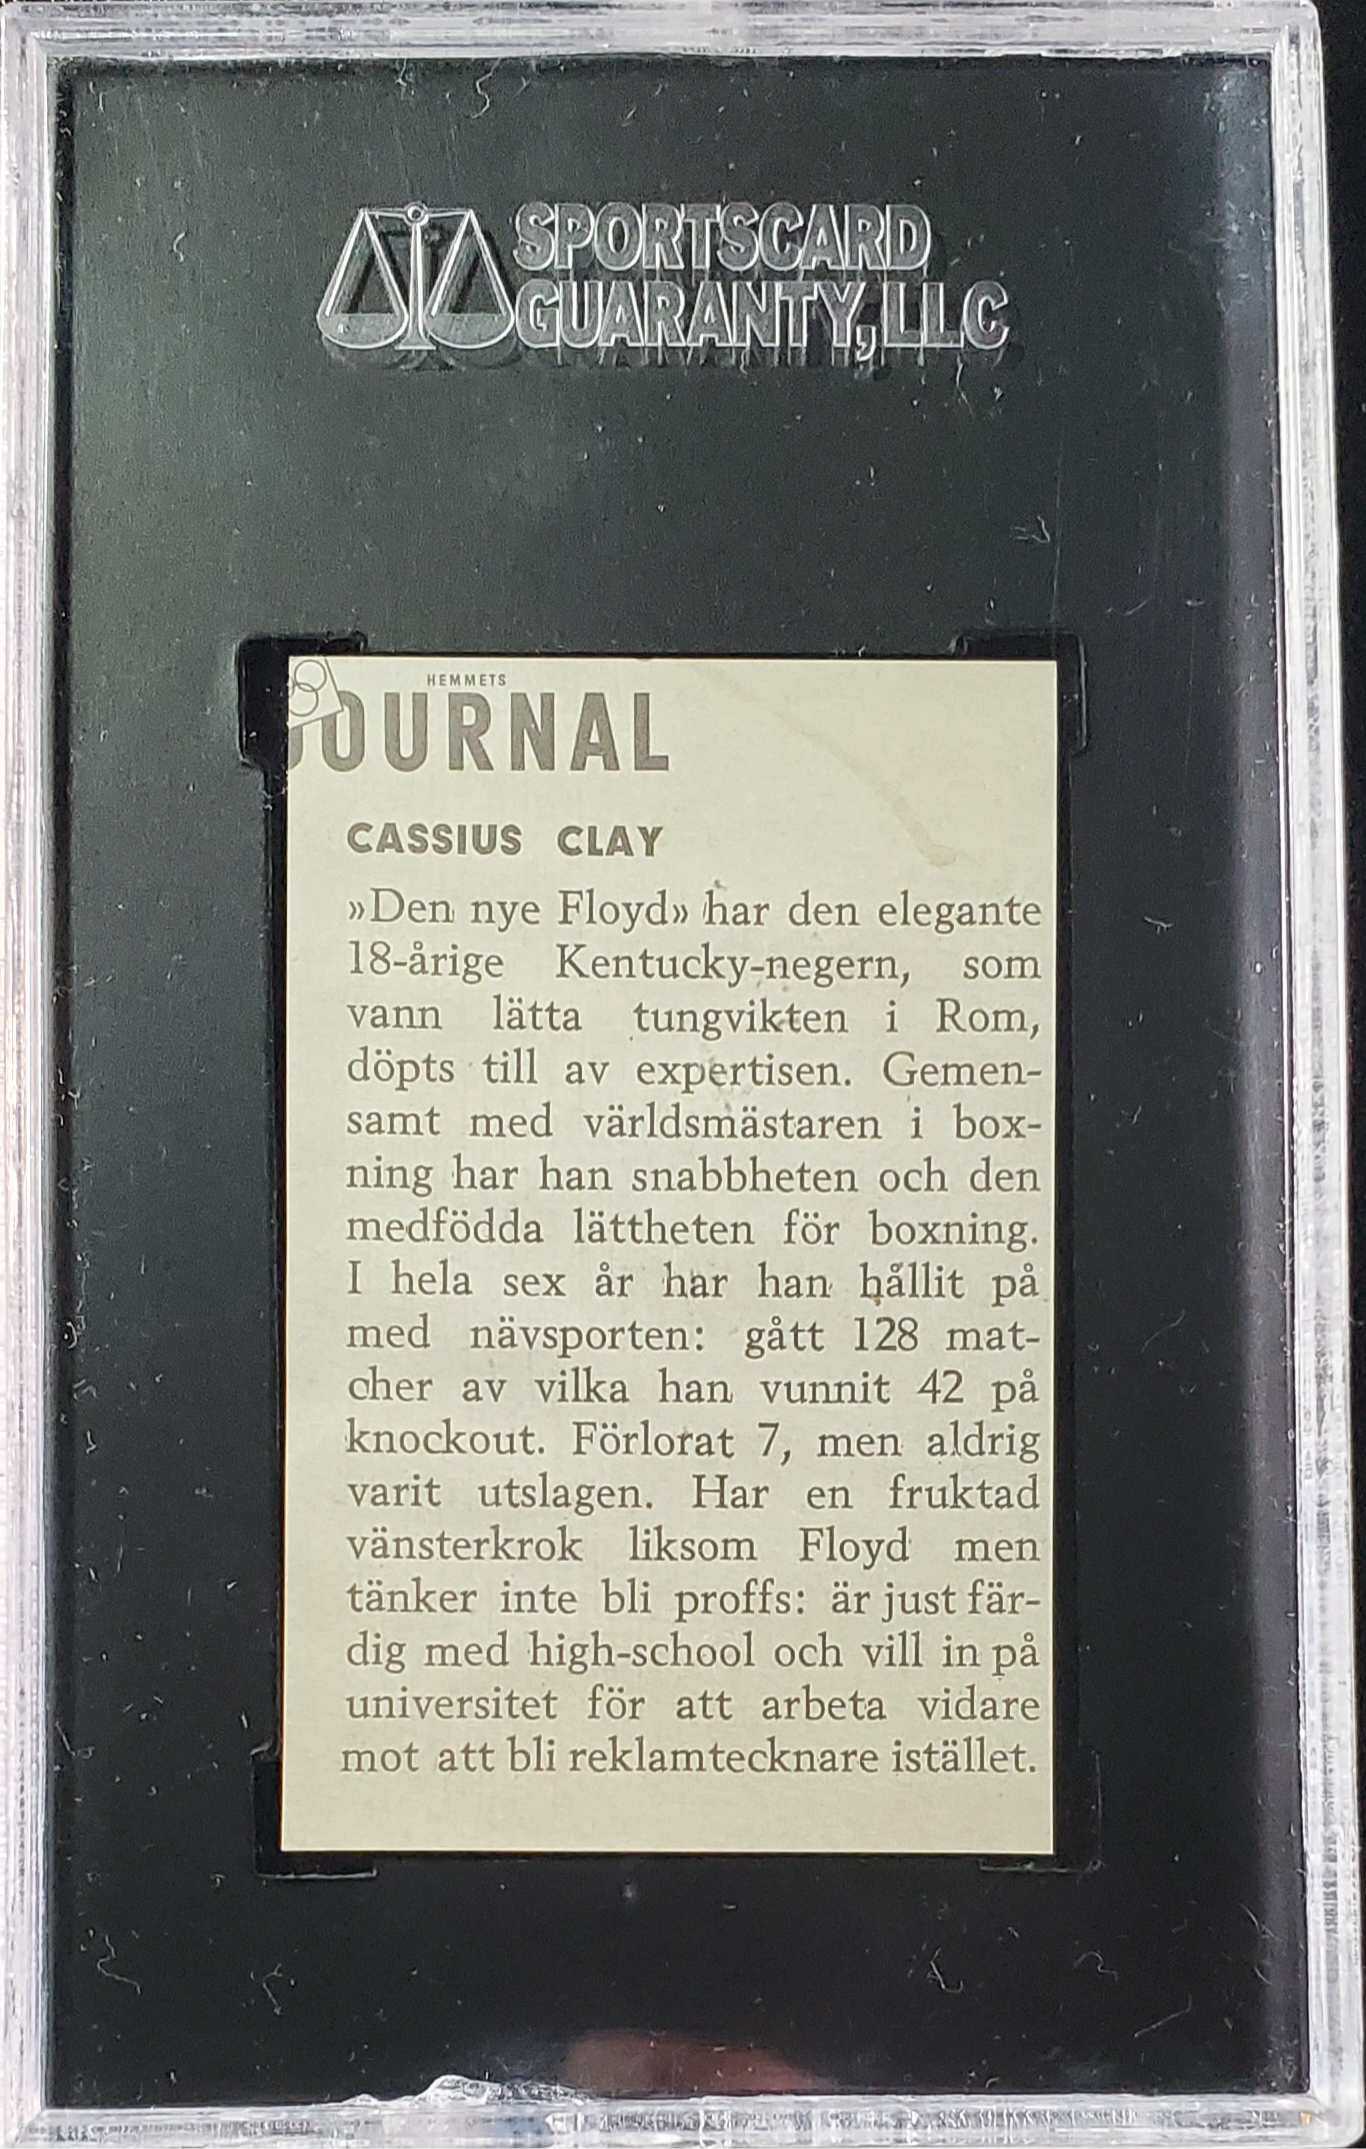 SPORTSCARD
GUARANTY, LLC
HEMMETS
JOURNAL
CASSIUS CLAY
»Den nye Floyd» har den elegante
18-årige Kentucky-negern, som
vann lätta tungvikten i Rom,
döpts till av expertisen. Gemen-
samt med världsmästaren i box-
ning har han snabbheten och den
medfödda lättheten för boxning.
I hela sex år har han hållit på
med nävsporten: gått 128 mat-
cher av vilka han vunnit 42 på
knockout. Förlorat 7, men aldrig
varit utslagen. Har en fruktad
vänsterkrok liksom Floyd men
tänker inte bli proffs: är just fär-
dig med high-school och vill in på
universitet för att arbeta vidare
mot att bli reklamtecknare istället.